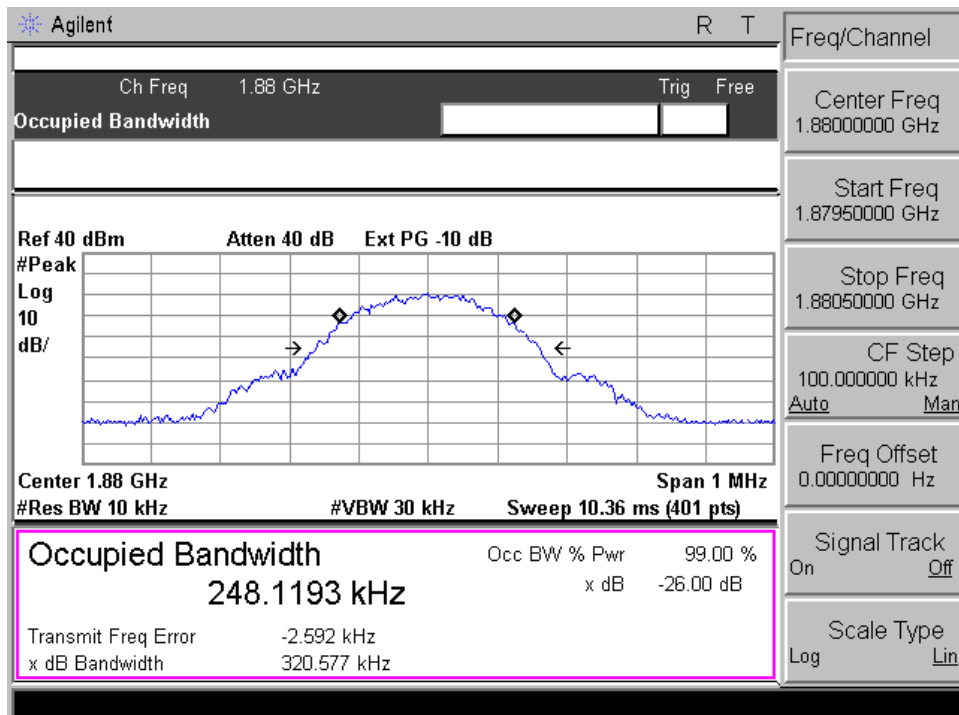 Agilent R T
Ch Freq 1.88 GHz Trig Free
Occupied Bandwidth
Ref 40 dBm Atten 40 dB Ext PG -10 dB
#Peak
Log
10
dB/
Center 1.88 GHz Span 1 MHz
#Res BW 10 kHz #VBW 30 kHz Sweep 10.36 ms (401 pts)
Occupied Bandwidth Occ BW % Pwr 99.00 %
248.1193 kHz x dB -26.00 dB
Transmit Freq Error -2.592 kHz
x dB Bandwidth 320.577 kHz
Freq/Channel
Center Freq
1.88000000 GHz
Start Freq
1.87950000 GHz
Stop Freq
1.88050000 GHz
CF Step
100.000000 kHz
Auto Man
Freq Offset
0.00000000 Hz
Signal Track
On Off
Scale Type
Log Lin